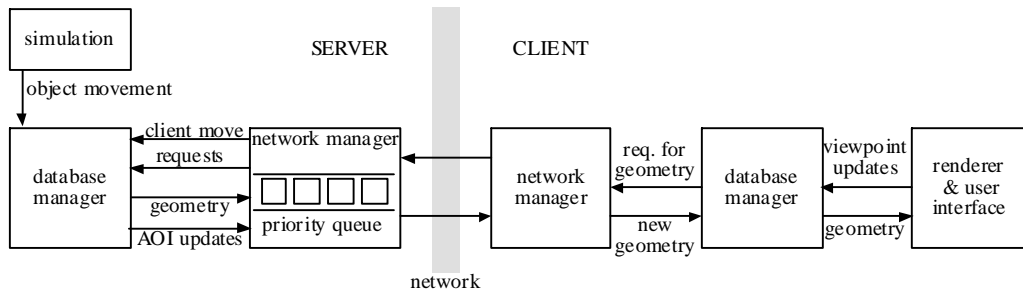 simulation
SERVER
CLIENT
object movement
client move
requests
geometry
AOI updates
database
manager
network manager
priority queue
network
network
manager
req. for
geometry
new
geometry
database
manager
viewpoint
updates
geometry
renderer
& user
interface